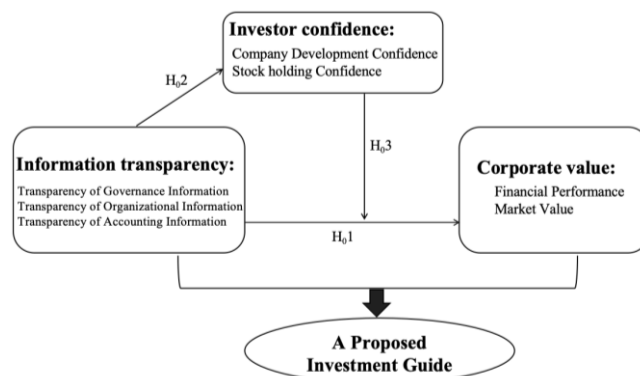 Investor confidence:
Company Development Confidence
Stock holding Confidence
H₀2
Information transparency:
Transparency of Governance Information
Transparency of Organizational Information
Transparency of Accounting Information
H₀3
H₀1
Corporate value:
Financial Performance
Market Value
A Proposed
Investment Guide